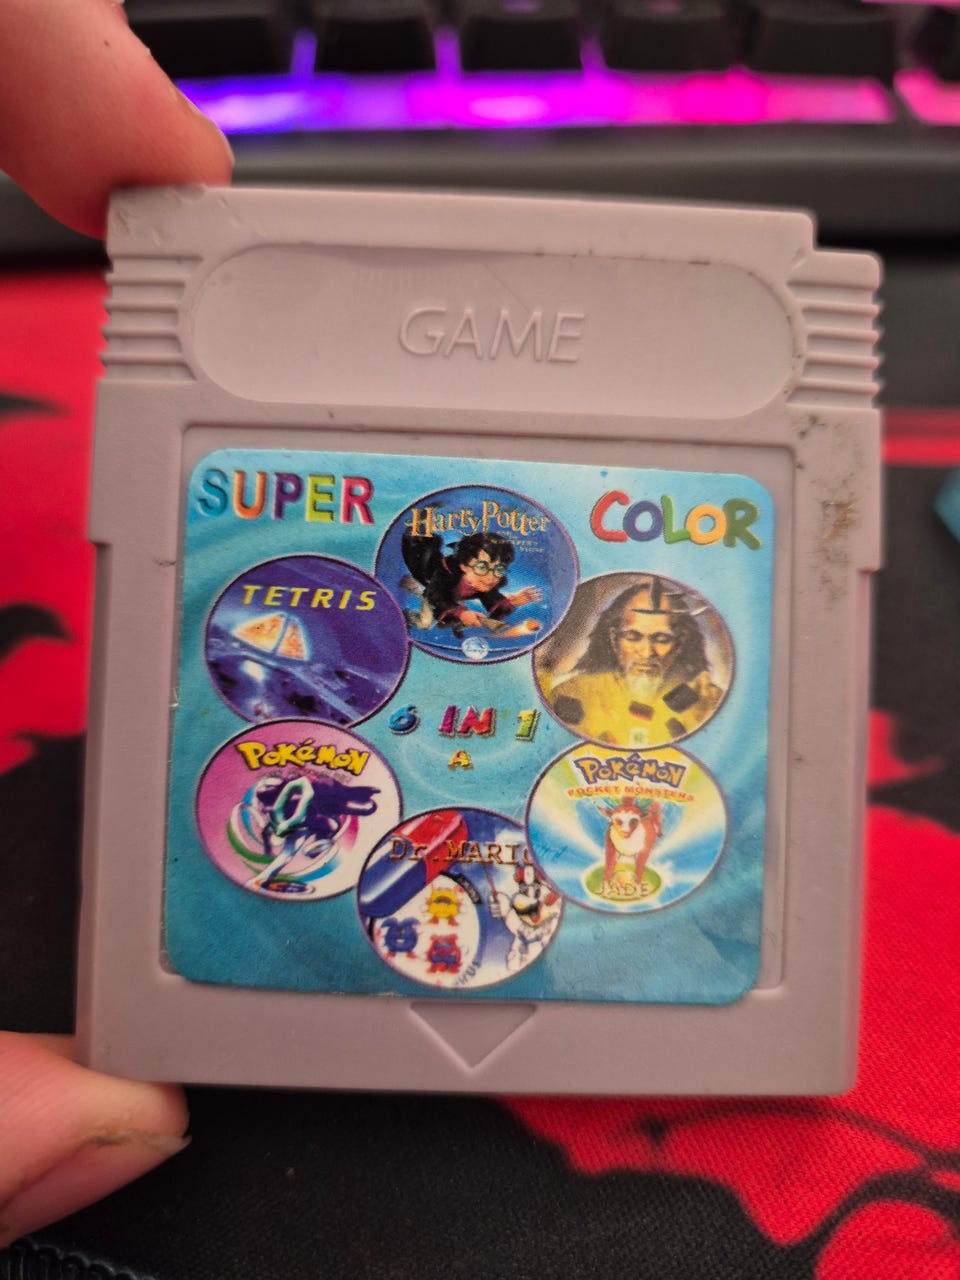 GAME
SUPER
COLOR
Harry Potter
TETRIS
6 IN 1
A
POKéMON
POKéMON
POCKET MONSTERS
JADE
Dr. MARIO